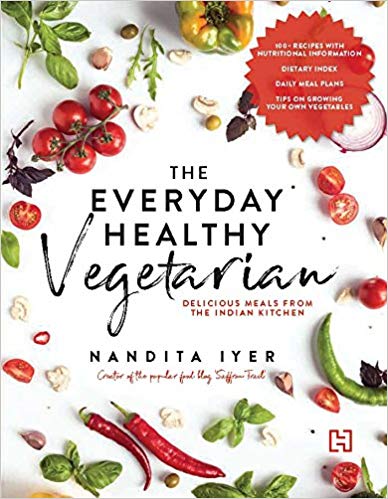 100+ RECIPES WITH
NUTRITIONAL INFORMATION
DIETARY INDEX
DAILY MEAL PLANS
TIPS ON GROWING
YOUR OWN VEGETABLES
THE
EVERYDAY
HEALTHY
Vegetarian
DELICIOUS MEALS FROM
THE INDIAN KITCHEN
NANDITA IYER
Creator of the popular food blog 'Saffron Trail'
H